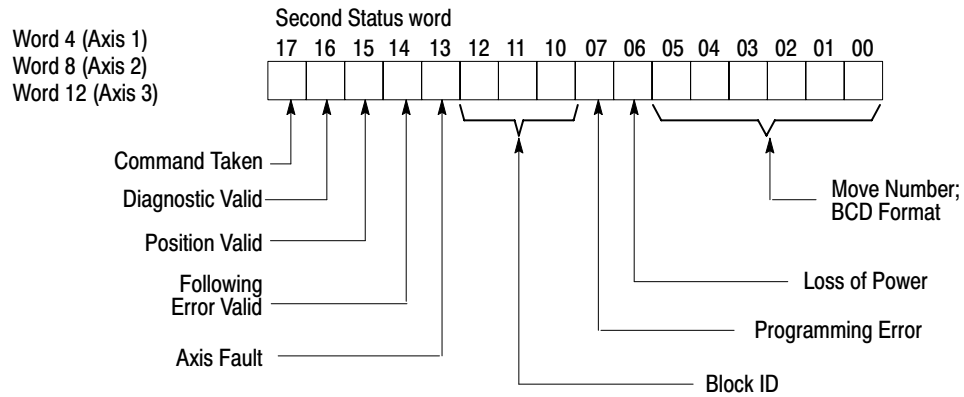 Second Status word
Word 4 (Axis 1)
Word 8 (Axis 2)
Word 12 (Axis 3)
17 16 15 14 13 12 11 10 07 06 05 04 03 02 01 00
Command Taken
Diagnostic Valid
Position Valid
Following
Error Valid
Axis Fault
Move Number;
BCD Format
Loss of Power
Programming Error
Block ID